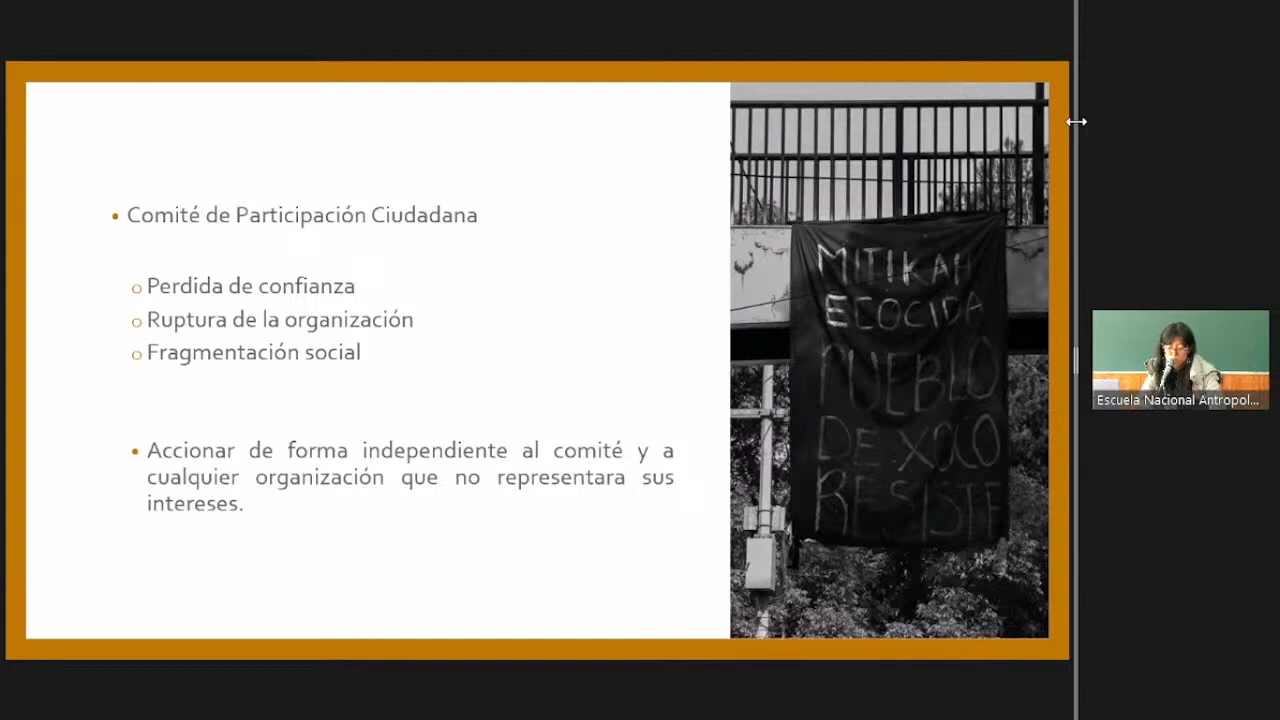 • Comité de Participación Ciudadana
o Perdida de confianza
o Ruptura de la organización
o Fragmentación social
• Accionar de forma independiente al comité y a
cualquier organización que no representara sus
intereses.
MITIKAH
ECOCIDA
PUEBLO
DE XOCO
RESISTE
Escuela Nacional Antropol...